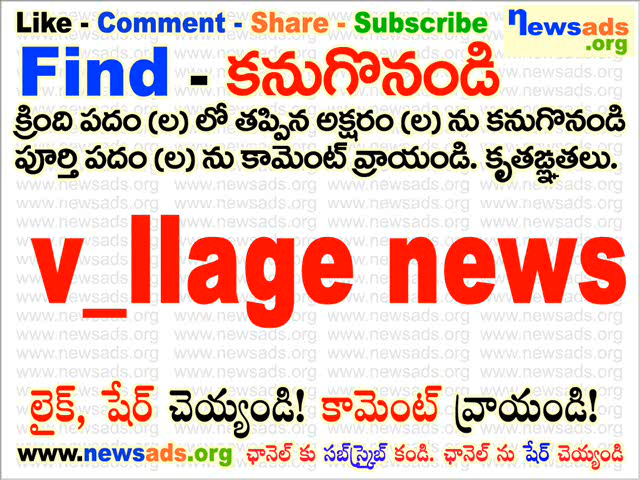 Like - Comment - Share - Subscribe
newsads
.org
Find - కనుగొనండి
క్రింది పదం (ల) లో తప్పిన అక్షరం (ల) ను కనుగొనండి
పూర్తి పదం (ల) ను కామెంట్ వ్రాయండి. కృతజ్ఞతలు.
v_llage news
లైక్, షేర్ చెయ్యండి! కామెంట్ వ్రాయండి!
www.newsads.org ఛానెల్ కు సబ్‌స్క్రైబ్ కండి. ఛానెల్ ను షేర్ చెయ్యండి